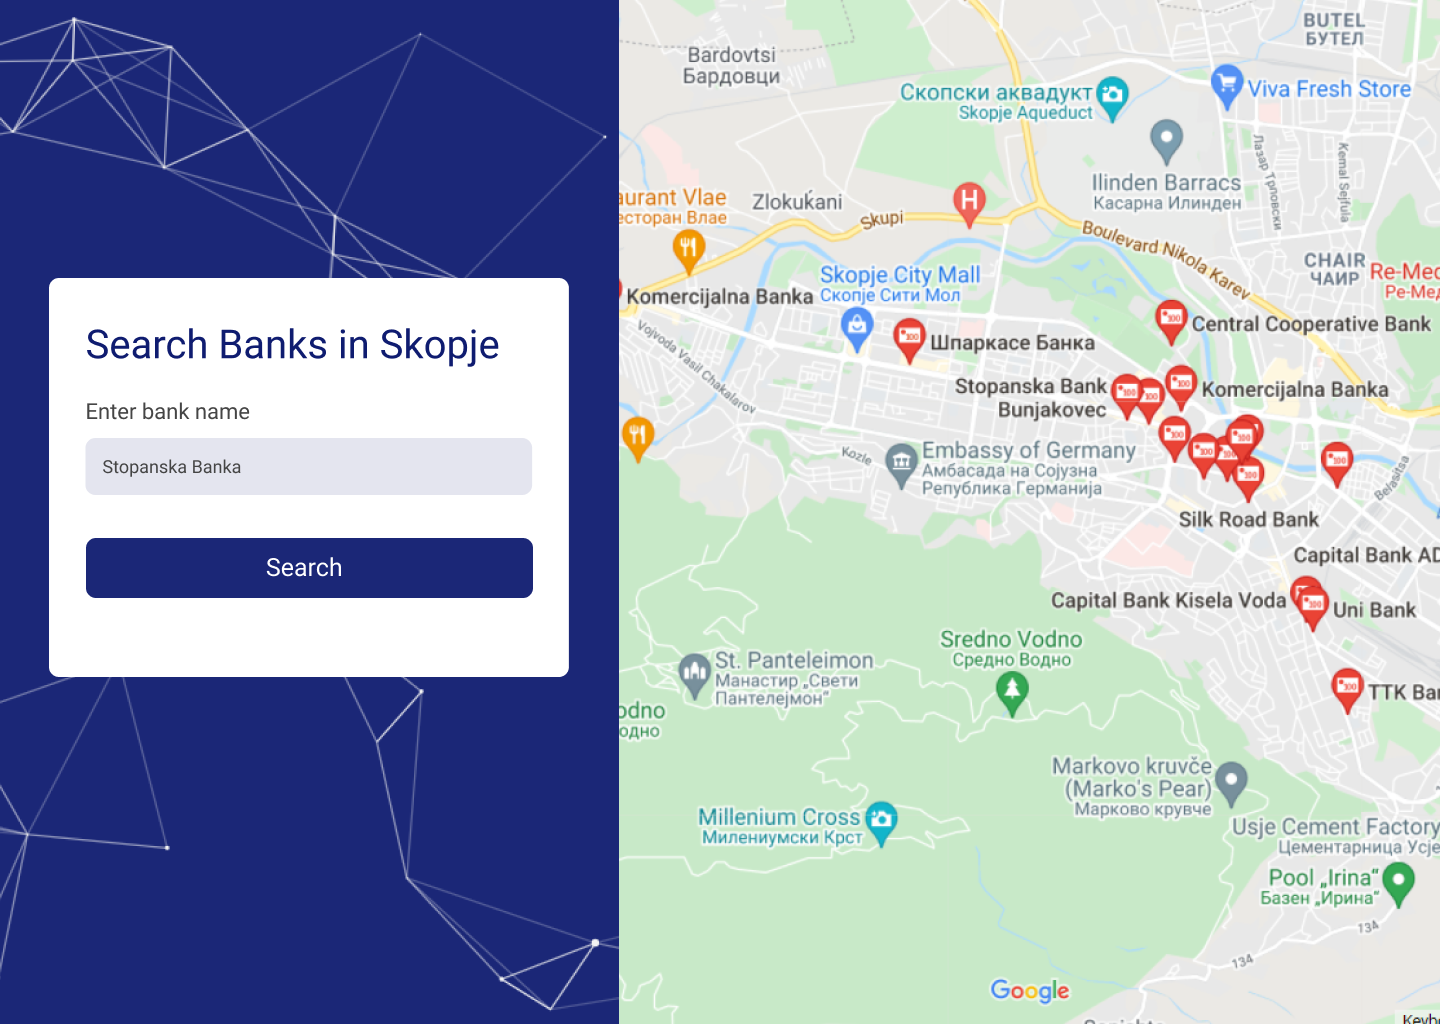 Search Banks in Skopje
Enter bank name
Stopanska Banka
Search
BUTEL
БУТЕЛ
Bardovtsi
Бардовци
Скопски аквадукт
Skopje Aqueduct
Viva Fresh Store
Лазар Трповски
Kemal Sejfula
Ilinden Barracs
Касарна Илинден
aurant Vlae
есторан Влае
Zlokuḱani
Skupi
H
Boulevard Nikola Karev
CHAIR
ЧАИР
Re-Med
Ре-Мед
Skopje City Mall
Скопје Сити Мол
Komercijalna Banka
Vojvoda Vasil Chakalarov
Шпаркасе Банка
Central Cooperative Bank
Stopanska Bank
Bunjakovec
Komercijalna Banka
Kozle
Embassy of Germany
Амбасада на Сојузна
Република Германија
Belasitsa
Silk Road Bank
Capital Bank AD
Capital Bank Kisela Voda
Uni Bank
Sredno Vodno
Средно Водно
St. Panteleimon
Манастир „Свети
Пантелејмон“
TTK Ban
odno
одно
Markovo kruvče
(Marko's Pear)
Марково крувче
Millenium Cross
Милениумски Крст
Usje Cement Factory
Цементарница Усје
Pool „Irina“
Базен „Ирина“
134
134
Google
Keybo